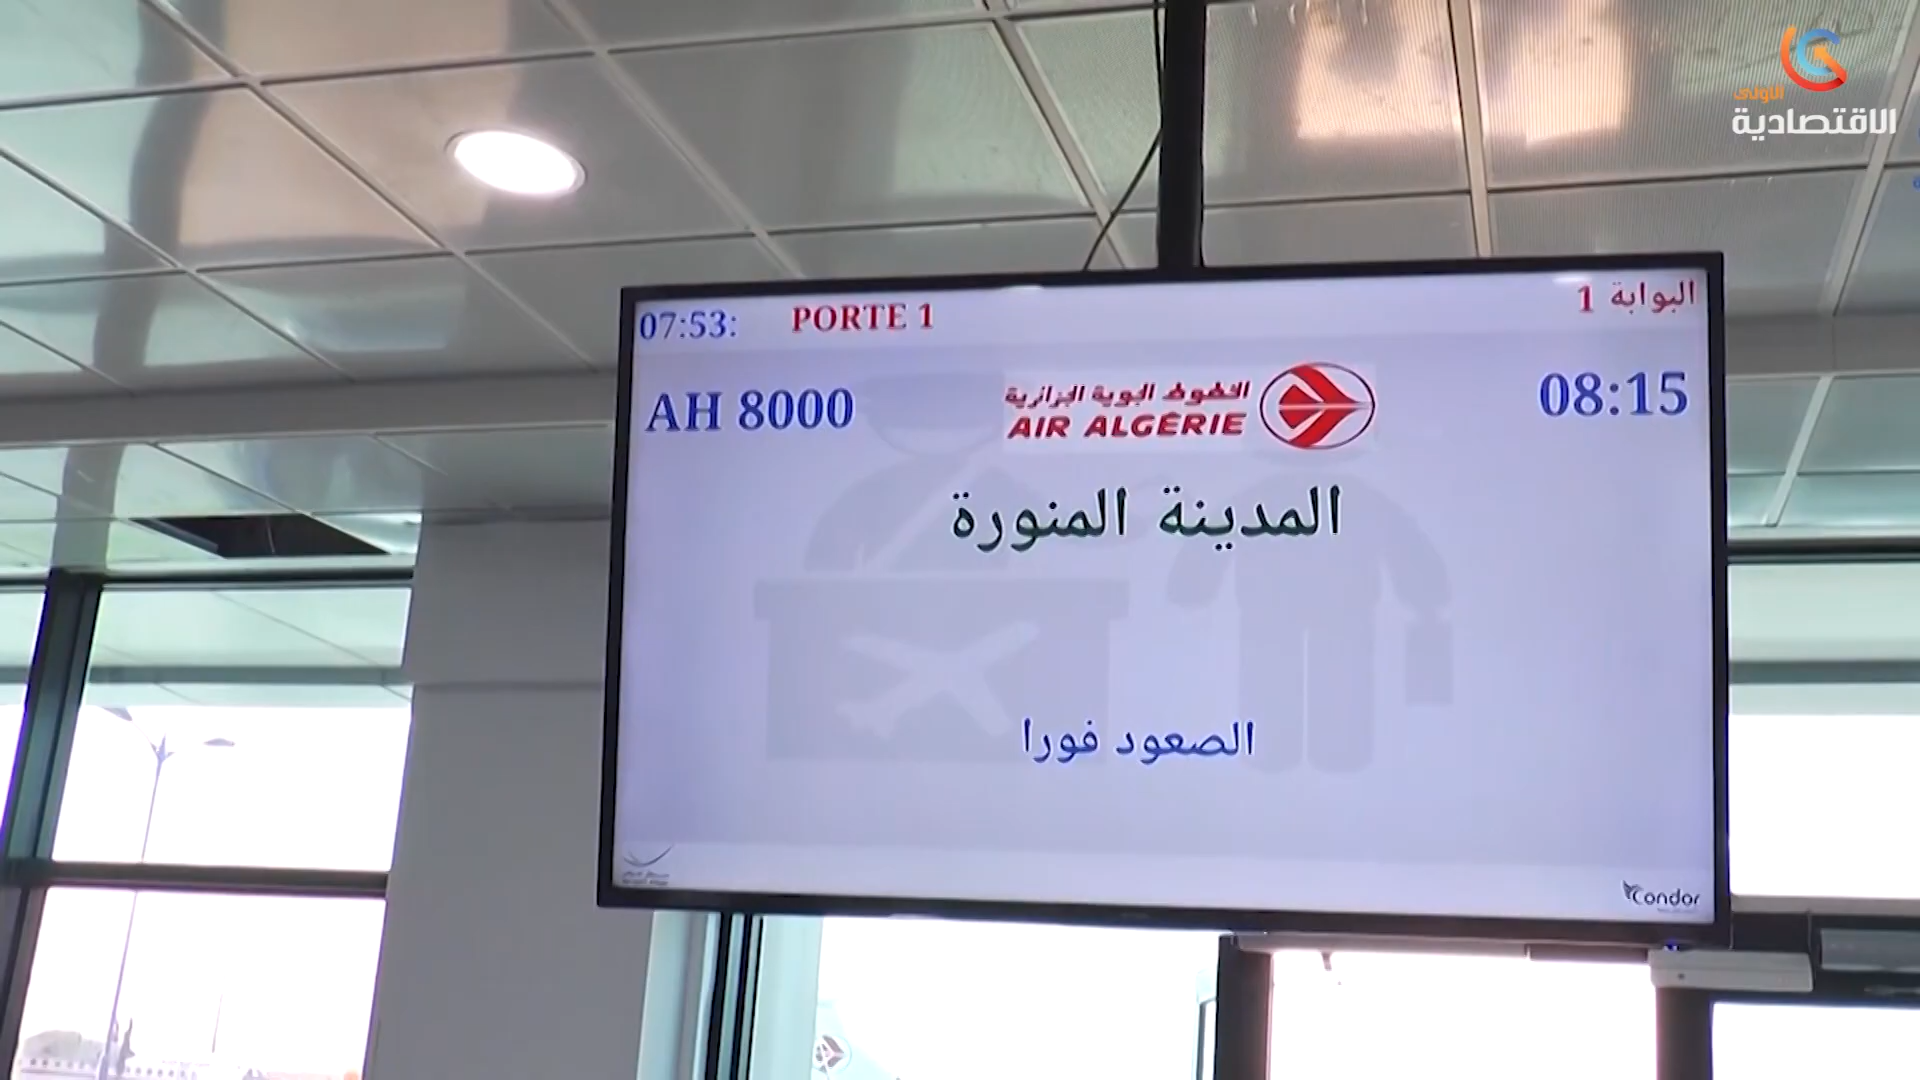 الأولى
الاقتصادية
07:53:
PORTE 1
البوابة 1
AH 8000
الخطوط الجوية الجزائرية
AIR ALGÉRIE
08:15
المدينة المنورة
الصعود فورا
Condor